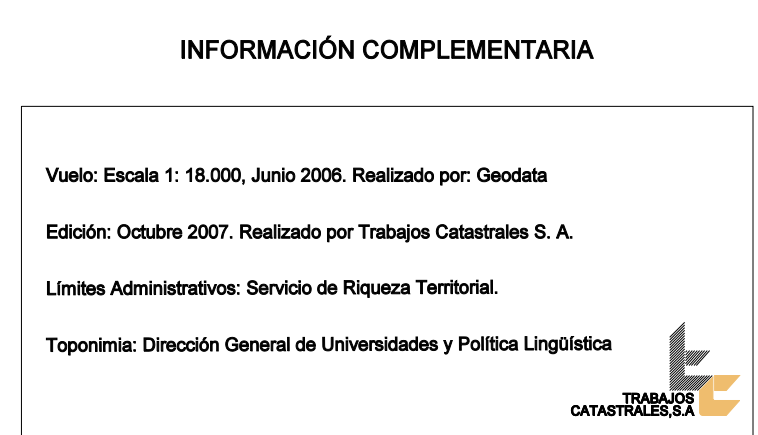 INFORMACIÓN COMPLEMENTARIA
Vuelo: Escala 1: 18.000, Junio 2006. Realizado por: Geodata
Edición: Octubre 2007. Realizado por Trabajos Catastrales S. A.
Límites Administrativos: Servicio de Riqueza Territorial.
Toponimia: Dirección General de Universidades y Política Lingüística
TRABAJOS
CATASTRALES,S.A